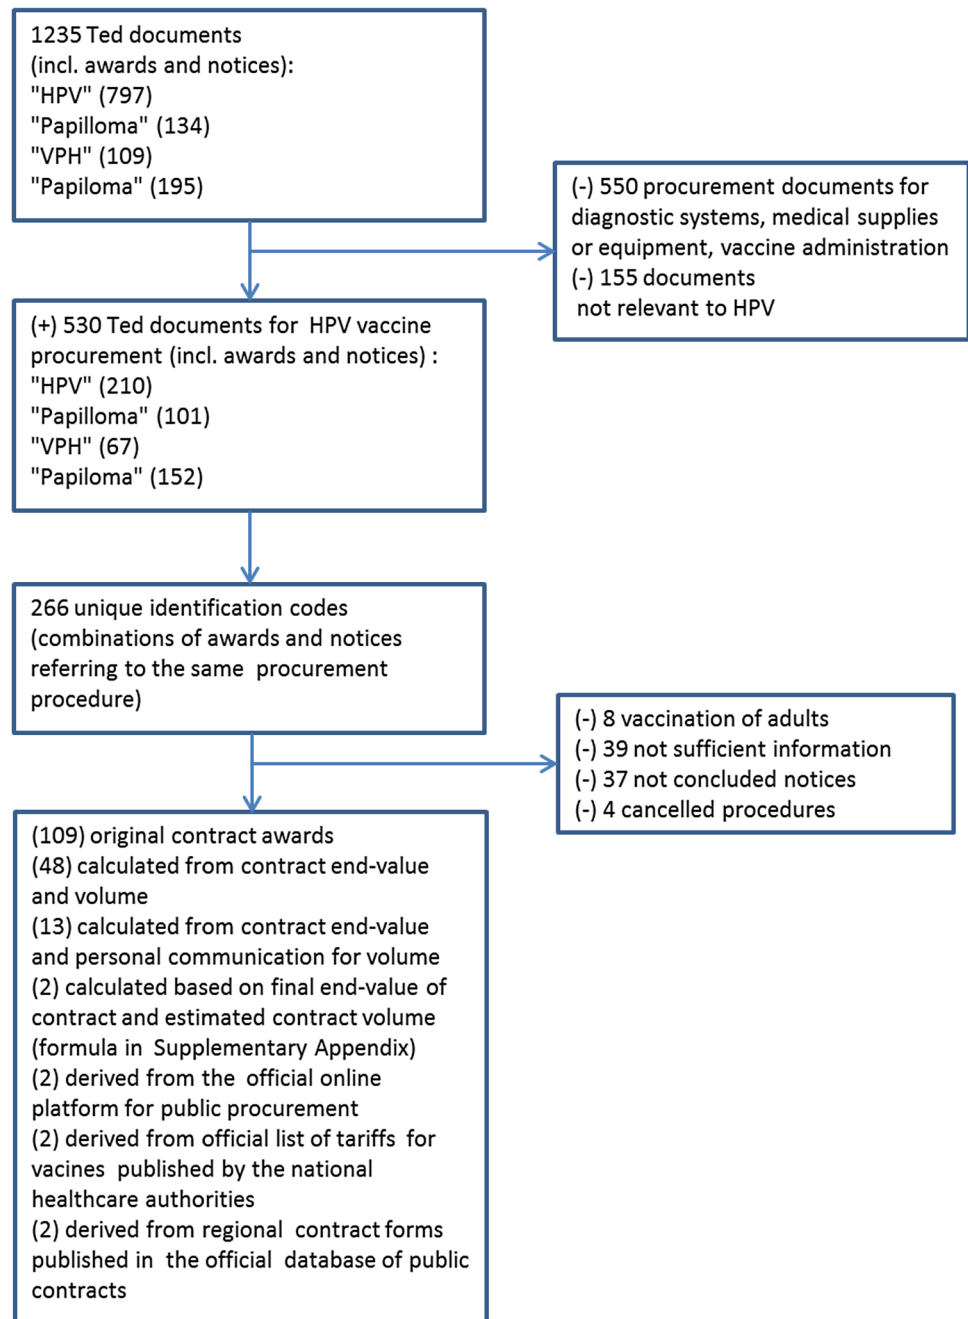 1235 Ted documents
(incl. awards and notices):
"HPV" (797)
"Papilloma" (134)
"VPH" (109)
"Papiloma" (195)
(-) 550 procurement documents for
diagnostic systems, medical supplies
or equipment, vaccine administration
(-) 155 documents
not relevant to HPV
(+) 530 Ted documents for HPV vaccine
procurement (incl. awards and notices) :
"HPV" (210)
"Papilloma" (101)
"VPH" (67)
"Papiloma" (152)
266 unique identification codes
(combinations of awards and notices
referring to the same procurement
procedure)
(-) 8 vaccination of adults
(-) 39 not sufficient information
(-) 37 not concluded notices
(-) 4 cancelled procedures
(109) original contract awards
(48) calculated from contract end-value
and volume
(13) calculated from contract end-value
and personal communication for volume
(2) calculated based on final end-value of
contract and estimated contract volume
(formula in Supplementary Appendix)
(2) derived from the official online
platform for public procurement
(2) derived from official list of tariffs for
vacines published by the national
healthcare authorities
(2) derived from regional contract forms
published in the official database of public
contracts